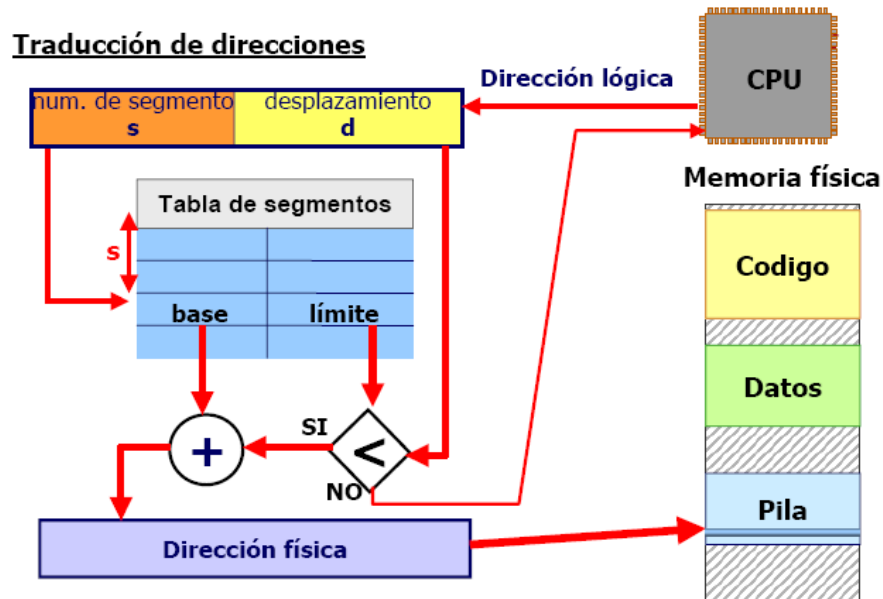 Traducción de direcciones
CPU
Dirección lógica
num. de segmento
s
desplazamiento
d
Memoria física
Tabla de segmentos
s
base
límite
Codigo
Datos
Pila
+
<
SI
NO
Dirección física